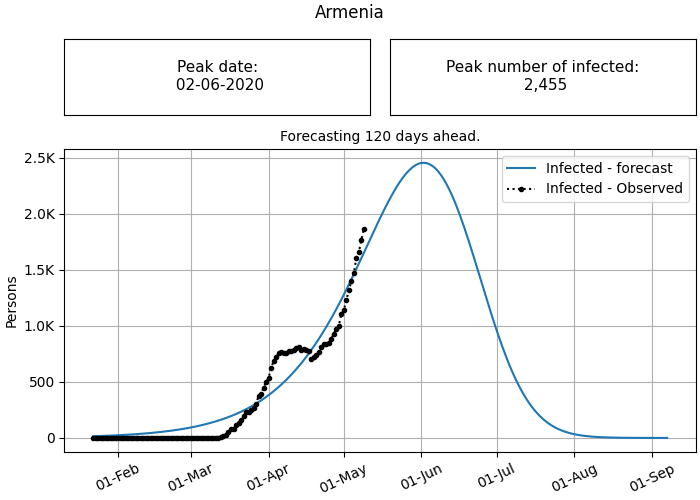 Armenia
Peak date:
02-06-2020
Peak number of infected:
2,455
Forecasting 120 days ahead.
Infected - forecast
Infected - Observed
Persons
2.5K
2.0K
1.5K
1.0K
500
0
01-Feb
01-Mar
01-Apr
01-May
01-Jun
01-Jul
01-Aug
01-Sep